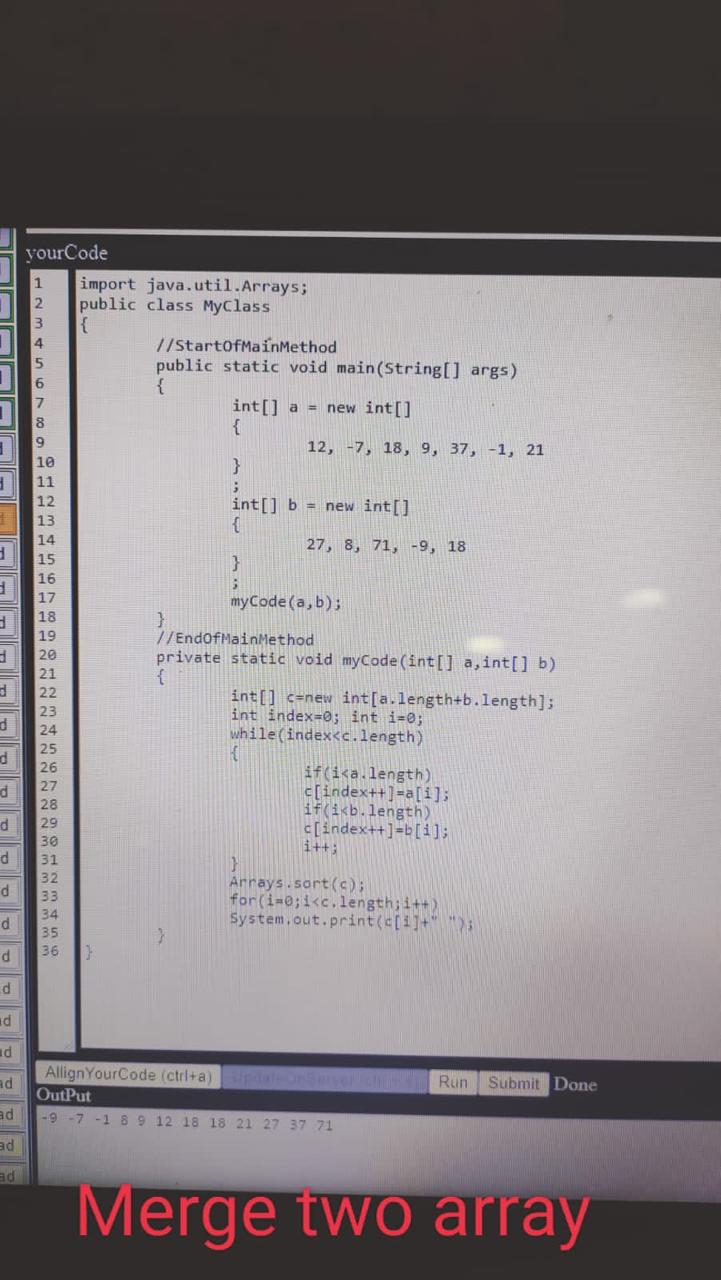 yourCode
1 import java.util.Arrays;
2 public class MyClass
3 {
4 //StartOfMainMethod
5 public static void main(String[] args)
6 {
7 int[] a = new int[]
8 {
9 12, -7, 18, 9, 37, -1, 21
10 }
11 ;
12 int[] b = new int[]
13 {
14 27, 8, 71, -9, 18
15 }
16 ;
17 myCode(a,b);
18 }
19 //EndOfMainMethod
20 private static void myCode(int[] a,int[] b)
21 {
22 int[] c=new int[a.length+b.length];
23 int index=0; int i=0;
24 while(index<c.length)
25 {
26 if(i<a.length)
27 c[index++]=a[i];
28 if(i<b.length)
29 c[index++]=b[i];
30 i++;
31 }
32 Arrays.sort(c);
33 for(i=0;i<c.length;i++)
34 System.out.print(c[i]+" ");
35 }
36 }
AllignYourCode (ctrl+a) UpdateOnServer Run Submit Done
OutPut
-9 -7 -1 8 9 12 18 18 21 27 37 71
Merge two array